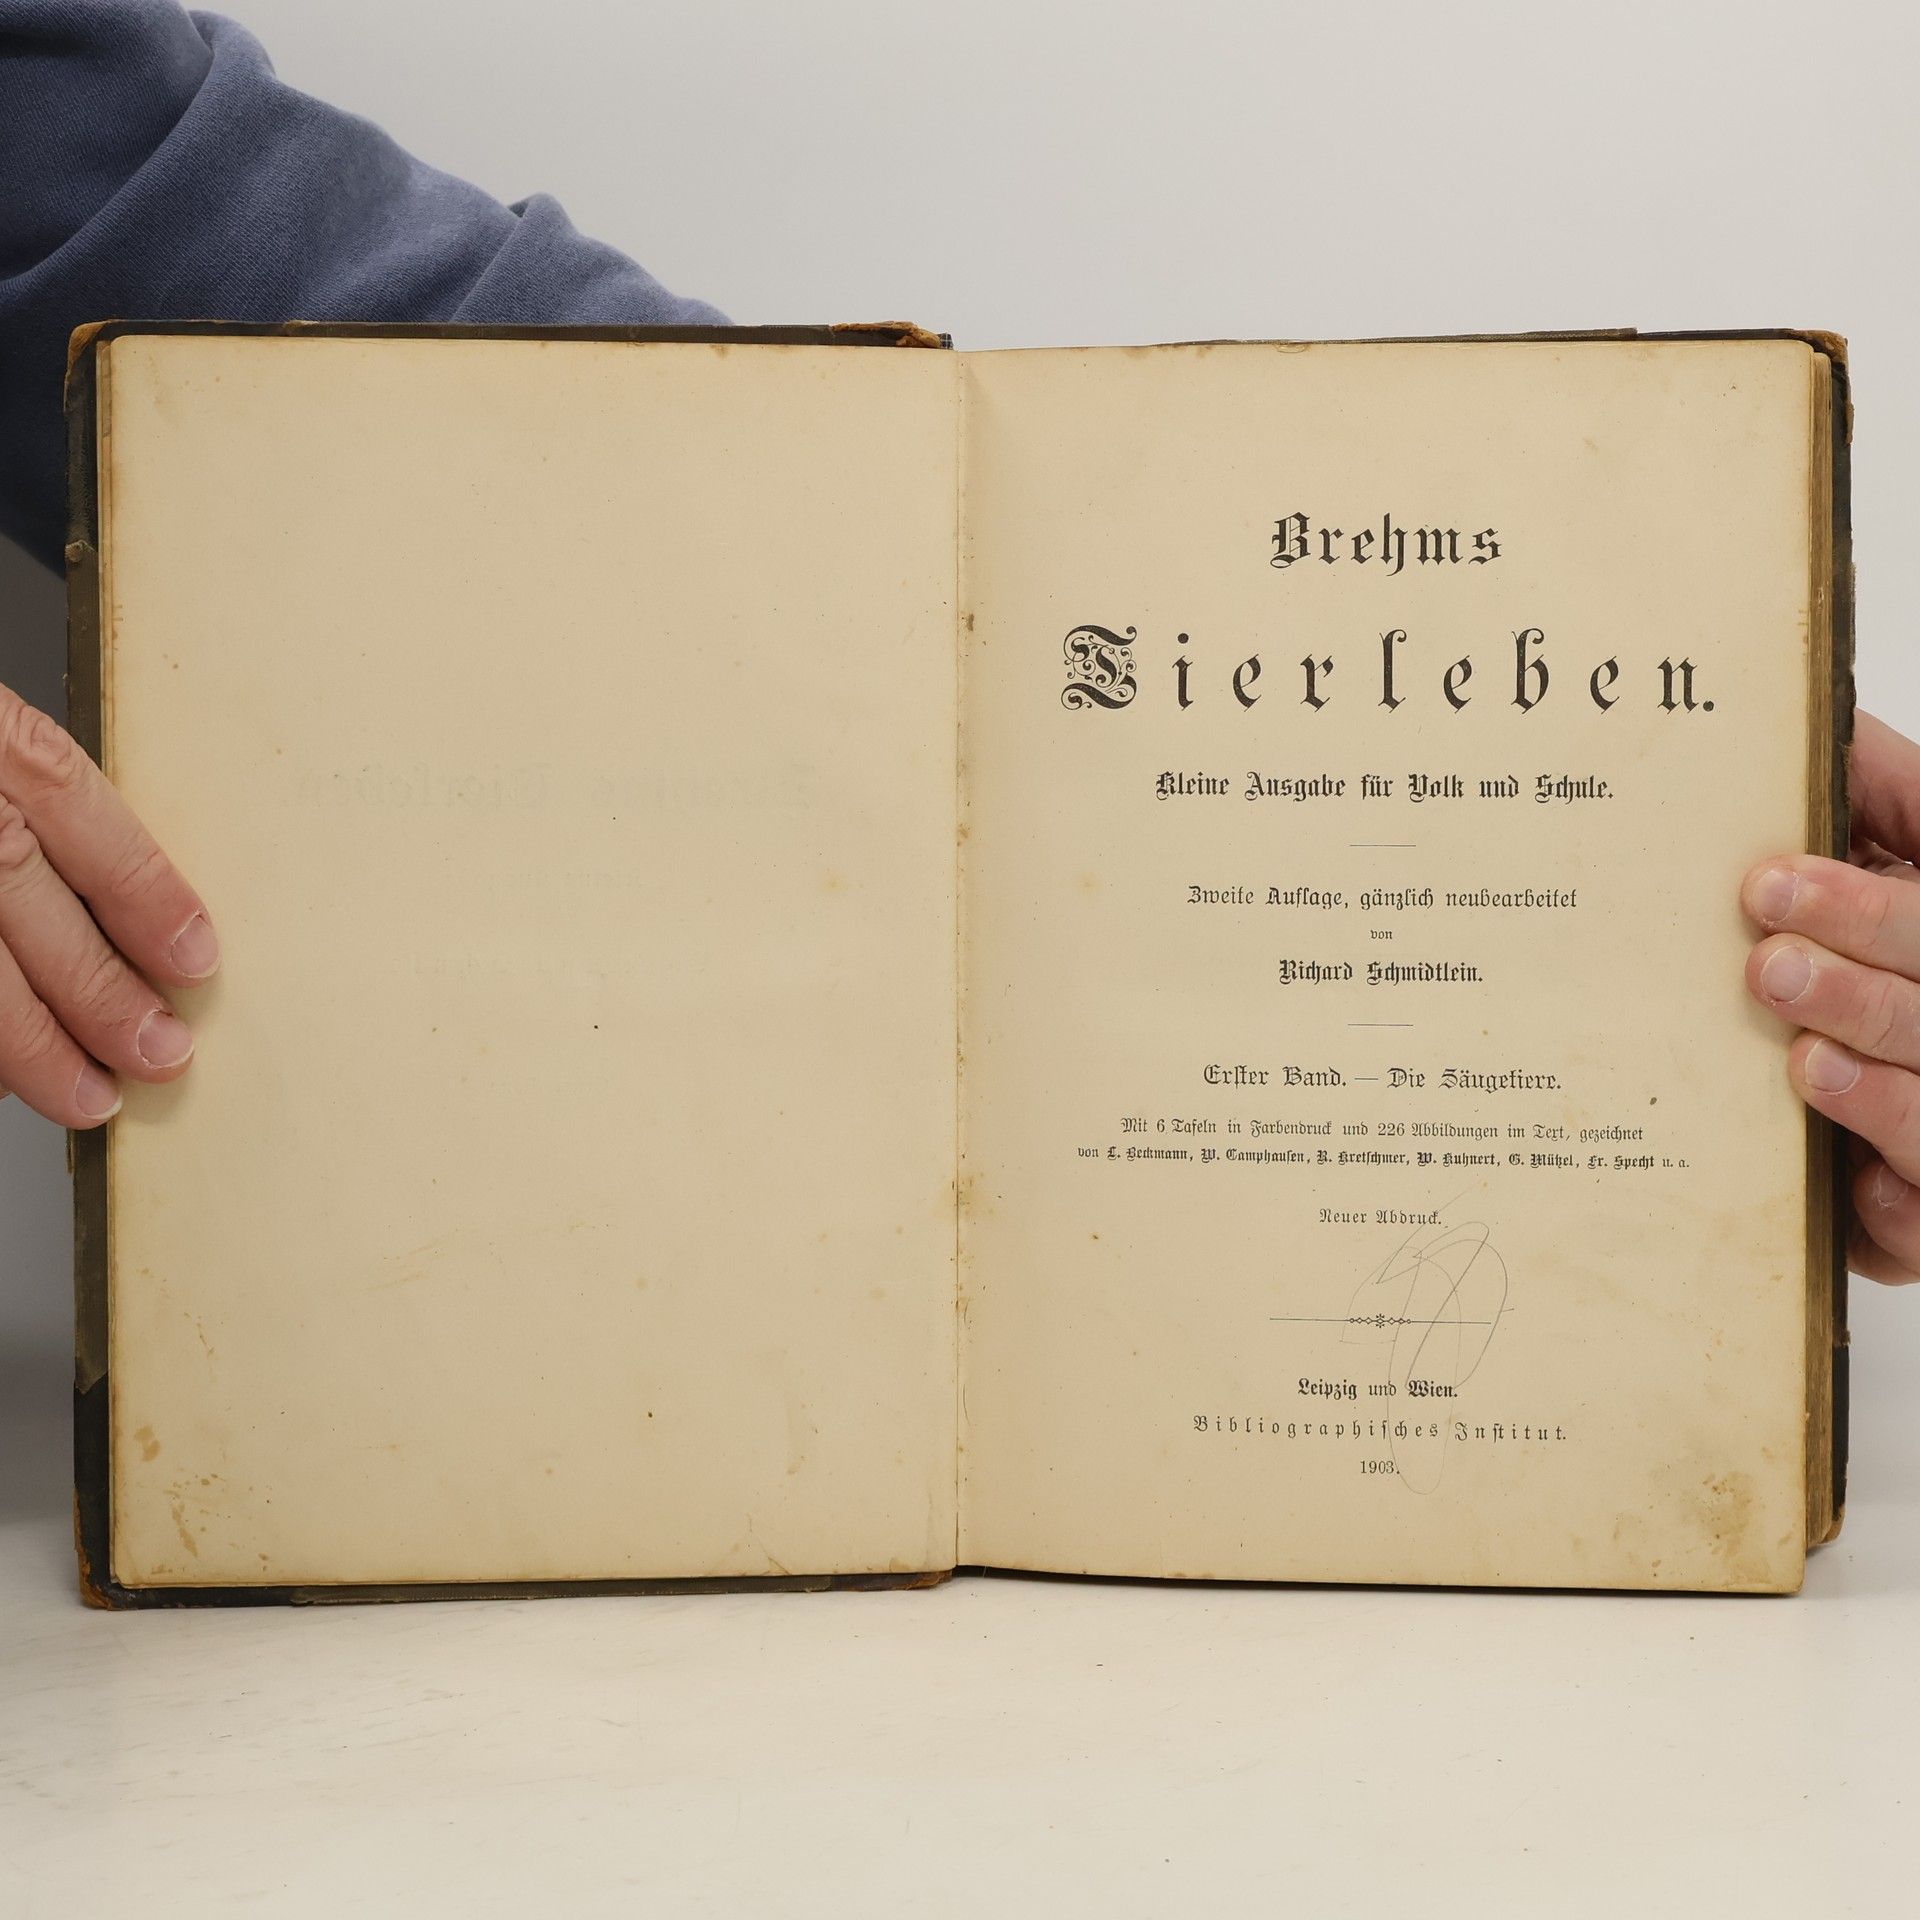 Brehms
Tierleben.
Kleine Ausgabe für Volk und Schule.
Zweite Auflage, gänzlich neubearbeitet
von
Richard Schmidtlein.
Erster Band. — Die Säugetiere.
Mit 6 Tafeln in Farbendruck und 226 Abbildungen im Text, gezeichnet
von L. Beckmann, W. Camphausen, R. Kretschmer, W. Kuhnert, G. Mützel, Fr. Specht u. a.
Neuer Abdruck.
Leipzig und Wien.
Bibliographisches Institut.
1903.